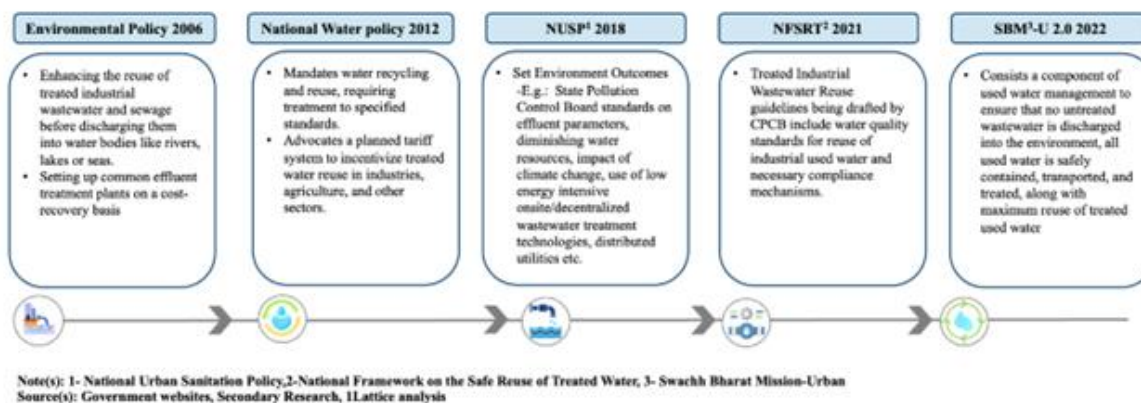 Environmental Policy 2006
Enhancing the reuse of
treated industrial
wastewater and sewage
before discharging them
into water bodies like rivers,
lakes or seas.
Setting up common effluent
treatment plants on a cost-
recovery basis
National Water policy 2012
Mandates water recycling
and reuse, requiring
treatment to specified
standards.
Advocates a planned tariff
system to incentivize treated
water reuse in industries,
agriculture, and other
sectors.
NUSP¹ 2018
Set Environment Outcomes
-E.g.: State Pollution
Control Board standards on
effluent parameters,
diminishing water
resources, impact of
climate change, use of low
energy intensive
onsite/decentralized
wastewater treatment
technologies, distributed
utilities etc.
NFSRT² 2021
Treated Industrial
Wastewater Reuse
guidelines being drafted by
CPCB include water quality
standards for reuse of
industrial used water and
necessary compliance
mechanisms.
SBM³-U 2.0 2022
Consists a component of
used water management to
ensure that no untreated
wastewater is discharged
into the environment, all
used water is safely
contained, transported, and
treated, along with
maximum reuse of treated
used water
Note(s): 1- National Urban Sanitation Policy,2-National Framework on the Safe Reuse of Treated Water, 3- Swachh Bharat Mission-Urban
Source(s): Government websites, Secondary Research, 1Lattice analysis